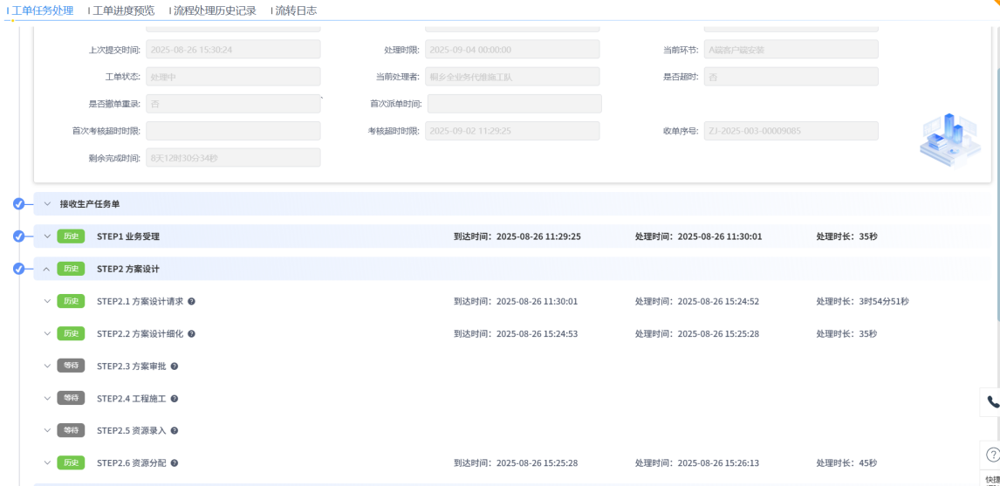 工单任务处理 工单进度预览 流程处理历史记录 流转日志
上次提交时间: 2025-08-26 15:30:24 处理时限: 2025-09-04 00:00:00 当前环节: A端客户端安装
工单状态: 处理中 当前处理者: 桐乡全业务代维施工队 是否超时: 否
是否撤单重录: 否 首次派单时间:
首次考核超时时限: 考核超时时限: 2025-09-02 11:29:25 收单序号: ZJ-2025-003-00009085
剩余完成时间: 8天12时30分34秒
接收生产任务单
历史 STEP1 业务受理 到达时间：2025-08-26 11:29:25 处理时间：2025-08-26 11:30:01 处理时长：35秒
历史 STEP2 方案设计
历史 STEP2.1 方案设计请求 到达时间：2025-08-26 11:30:01 处理时间：2025-08-26 15:24:52 处理时长：3时54分51秒
历史 STEP2.2 方案设计细化 到达时间：2025-08-26 15:24:53 处理时间：2025-08-26 15:25:28 处理时长：35秒
等待 STEP2.3 方案审批
等待 STEP2.4 工程施工
等待 STEP2.5 资源录入
历史 STEP2.6 资源分配 到达时间：2025-08-26 15:25:28 处理时间：2025-08-26 15:26:13 处理时长：45秒
快捷